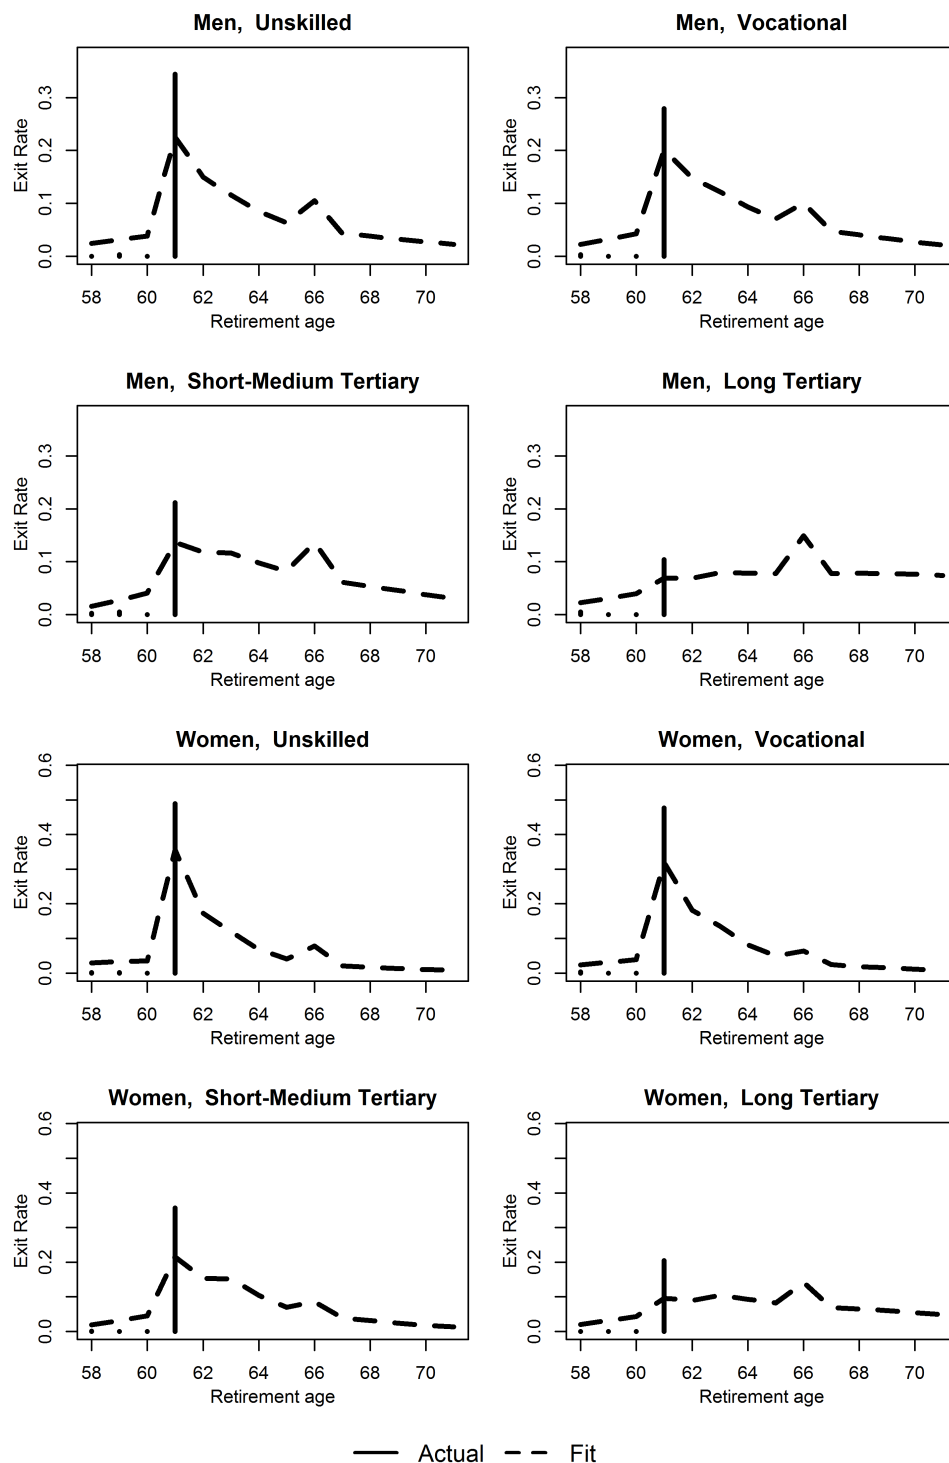 Men,  Unskilled
Exit Rate
0.0 0.1 0.2 0.3
58 60 62 64 66 68 70
Retirement age
Men,  Vocational
Exit Rate
0.0 0.1 0.2 0.3
58 60 62 64 66 68 70
Retirement age
Men,  Short-Medium Tertiary
Exit Rate
0.0 0.1 0.2 0.3
58 60 62 64 66 68 70
Retirement age
Men,  Long Tertiary
Exit Rate
0.0 0.1 0.2 0.3
58 60 62 64 66 68 70
Retirement age
Women,  Unskilled
Exit Rate
0.0 0.2 0.4 0.6
58 60 62 64 66 68 70
Retirement age
Women,  Vocational
Exit Rate
0.0 0.2 0.4 0.6
58 60 62 64 66 68 70
Retirement age
Women,  Short-Medium Tertiary
Exit Rate
0.0 0.2 0.4 0.6
58 60 62 64 66 68 70
Retirement age
Women,  Long Tertiary
Exit Rate
0.0 0.2 0.4 0.6
58 60 62 64 66 68 70
Retirement age
Actual Fit